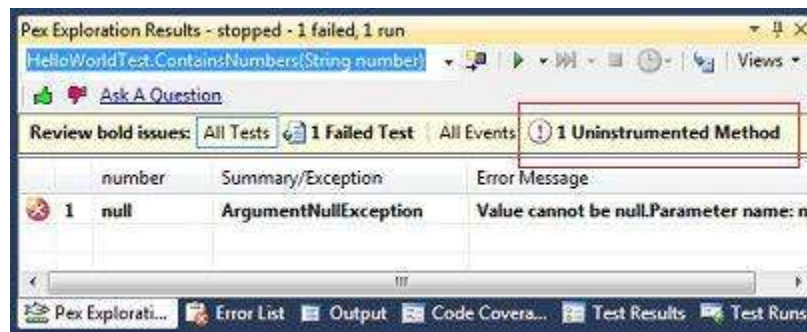 Pex Exploration Results - stopped - 1 failed, 1 run
HelloWorldTest.ContainsNumbers(String number)
Views
Ask A Question
Review bold issues: All Tests 1 Failed Test All Events 1 Uninstrumented Method
number Summary/Exception Error Message
1 null ArgumentNullException Value cannot be null.Parameter name: n
Pex Explorati... Error List Output Code Covera... Test Results Test Runs